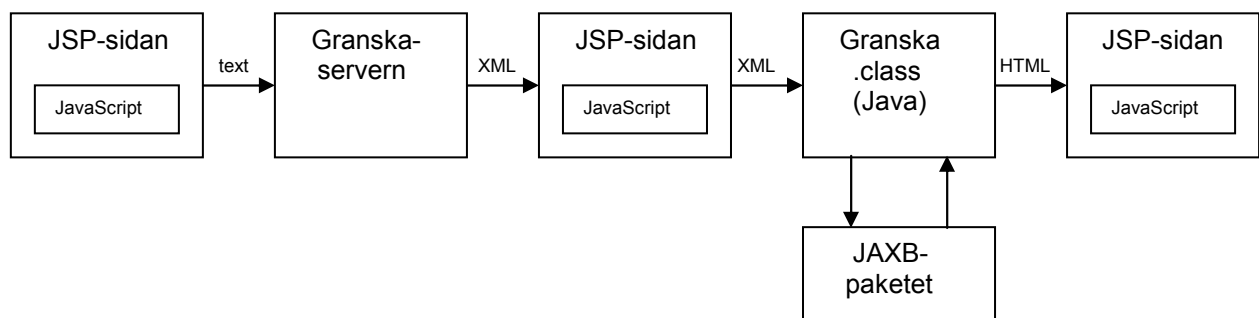 JSP-sidan
JavaScript
text
Granska-
servern
XML
JSP-sidan
JavaScript
XML
Granska
.class
(Java)
HTML
JSP-sidan
JavaScript
JAXB-
paketet